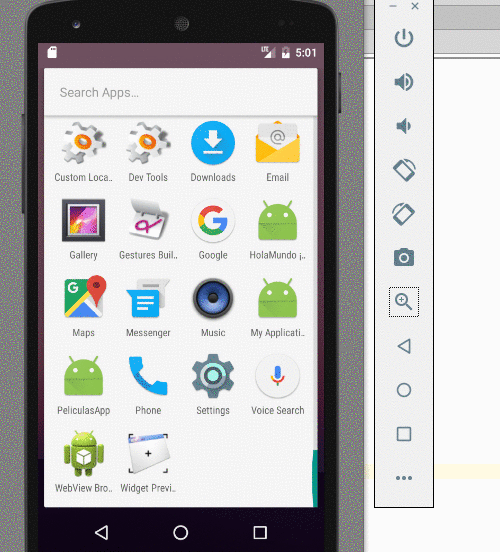 5:01
Search Apps...
Custom Loca..
Dev Tools
Downloads
Email
Gallery
Gestures Buil..
Google
HolaMundo ¡..
Maps
Messenger
Music
My Applicati..
PeliculasApp
Phone
Settings
Voice Search
WebView Bro..
Widget Previ..